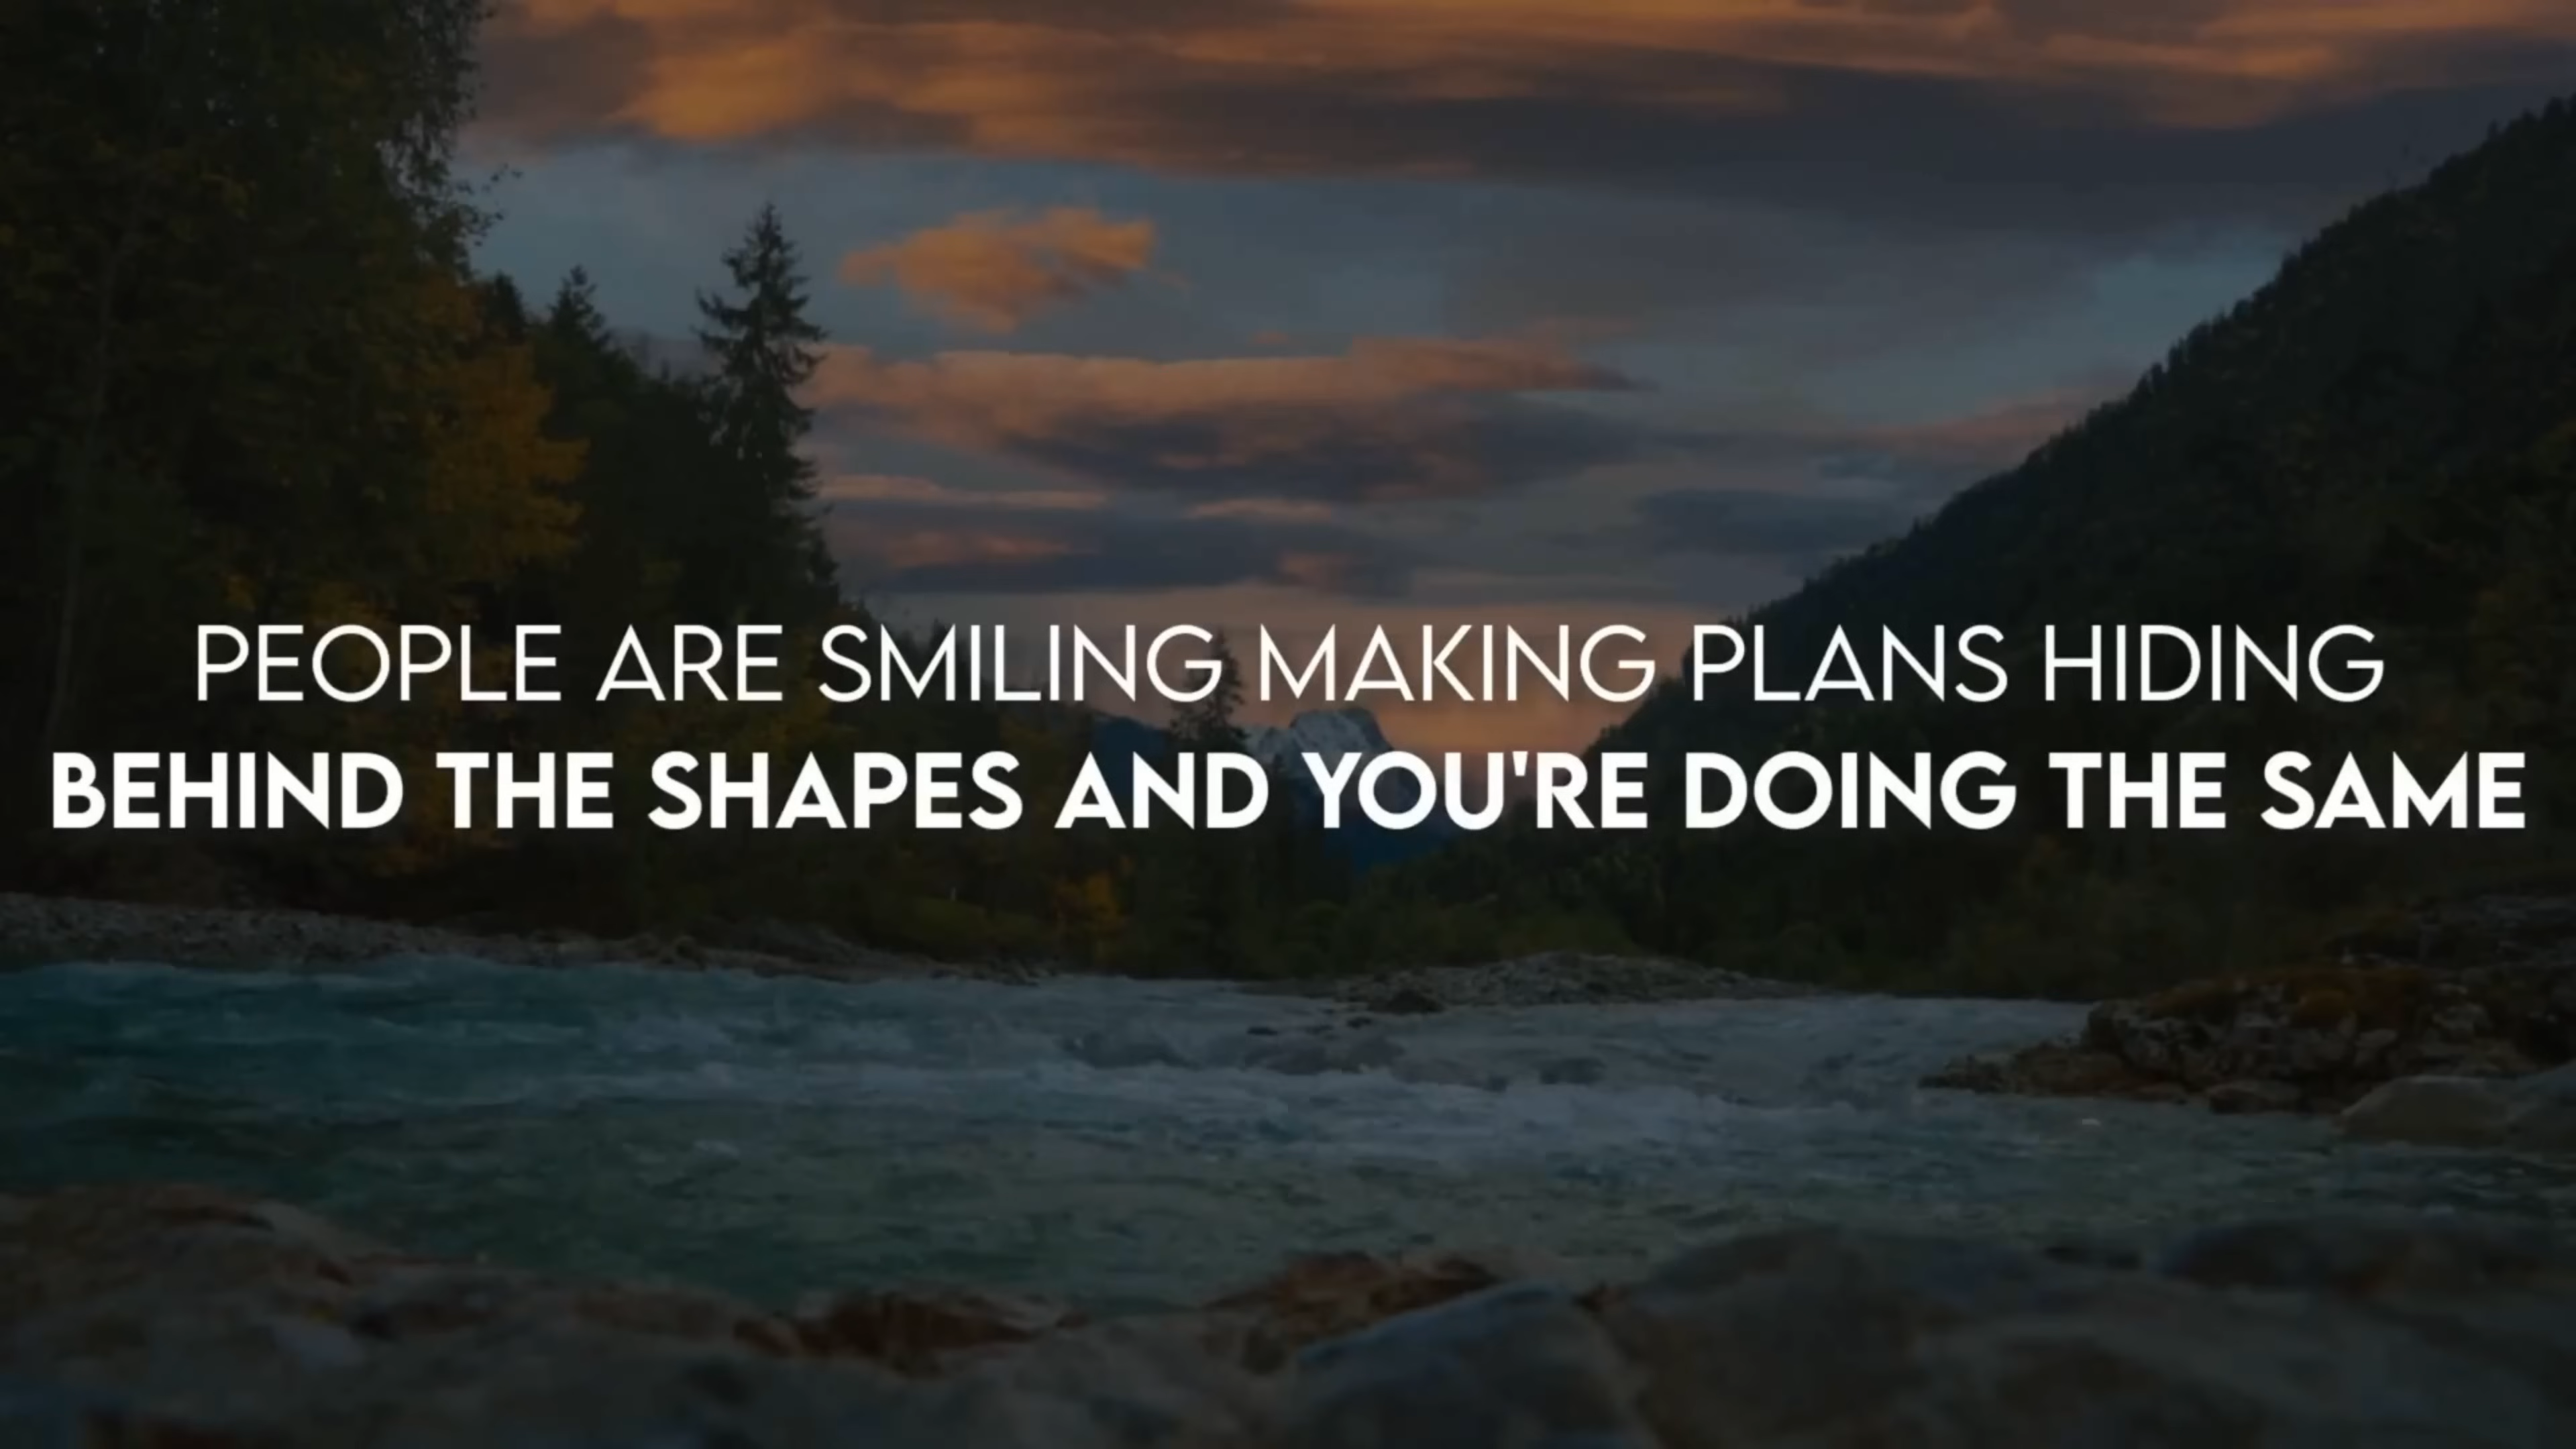 PEOPLE ARE SMILING MAKING PLANS HIDING
BEHIND THE SHAPES AND YOU'RE DOING THE SAME